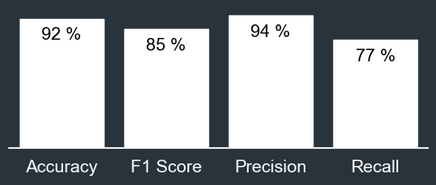 92 % 85 % 94 % 77 %
Accuracy F1 Score Precision Recall